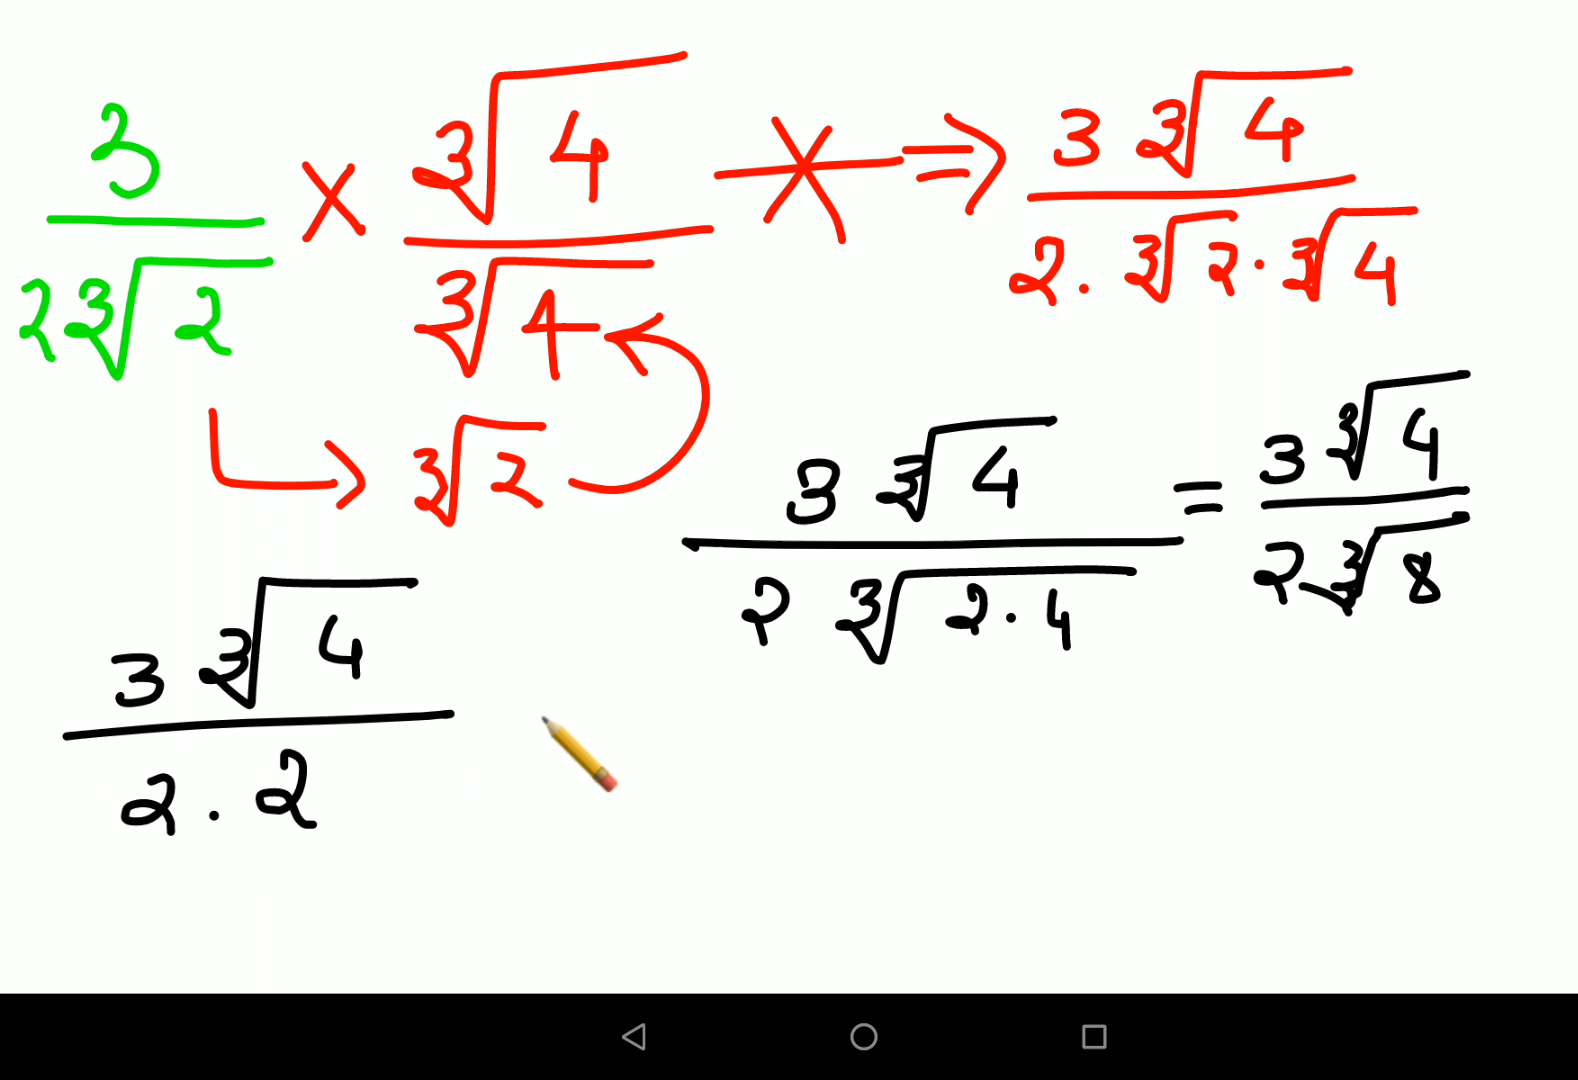 3/(2∛2) × ∛4/∛4 ⇒ (3∛4)/(2·∛2·∛4)
∛2
(3∛4)/(2∛(2·4)) = (3∛4)/(2∛8)
(3∛4)/(2·2)